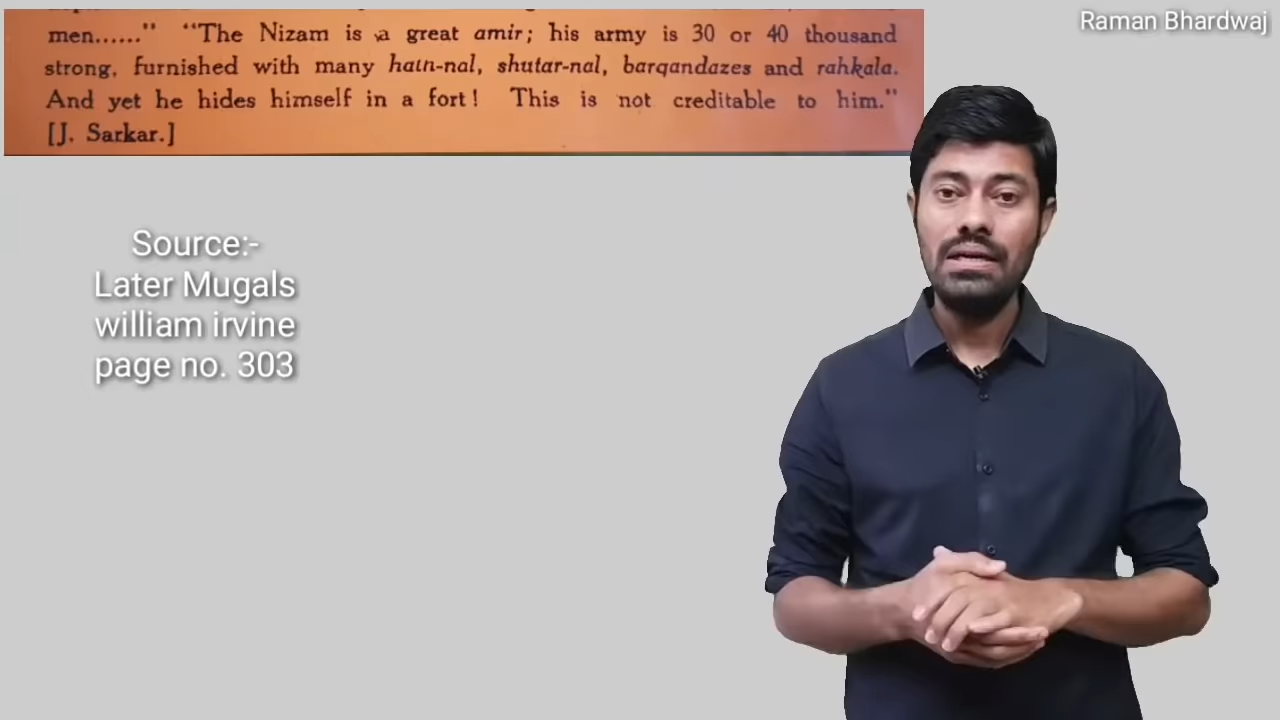 men......" "The Nizam is a great amir; his army is 30 or 40 thousand
strong, furnished with many hatn-nal, shutar-nal, barqandazes and rahkala.
And yet he hides himself in a fort! This is not creditable to him."
[J. Sarkar.]
Raman Bhardwaj
Source:-
Later Mugals
william irvine
page no. 303